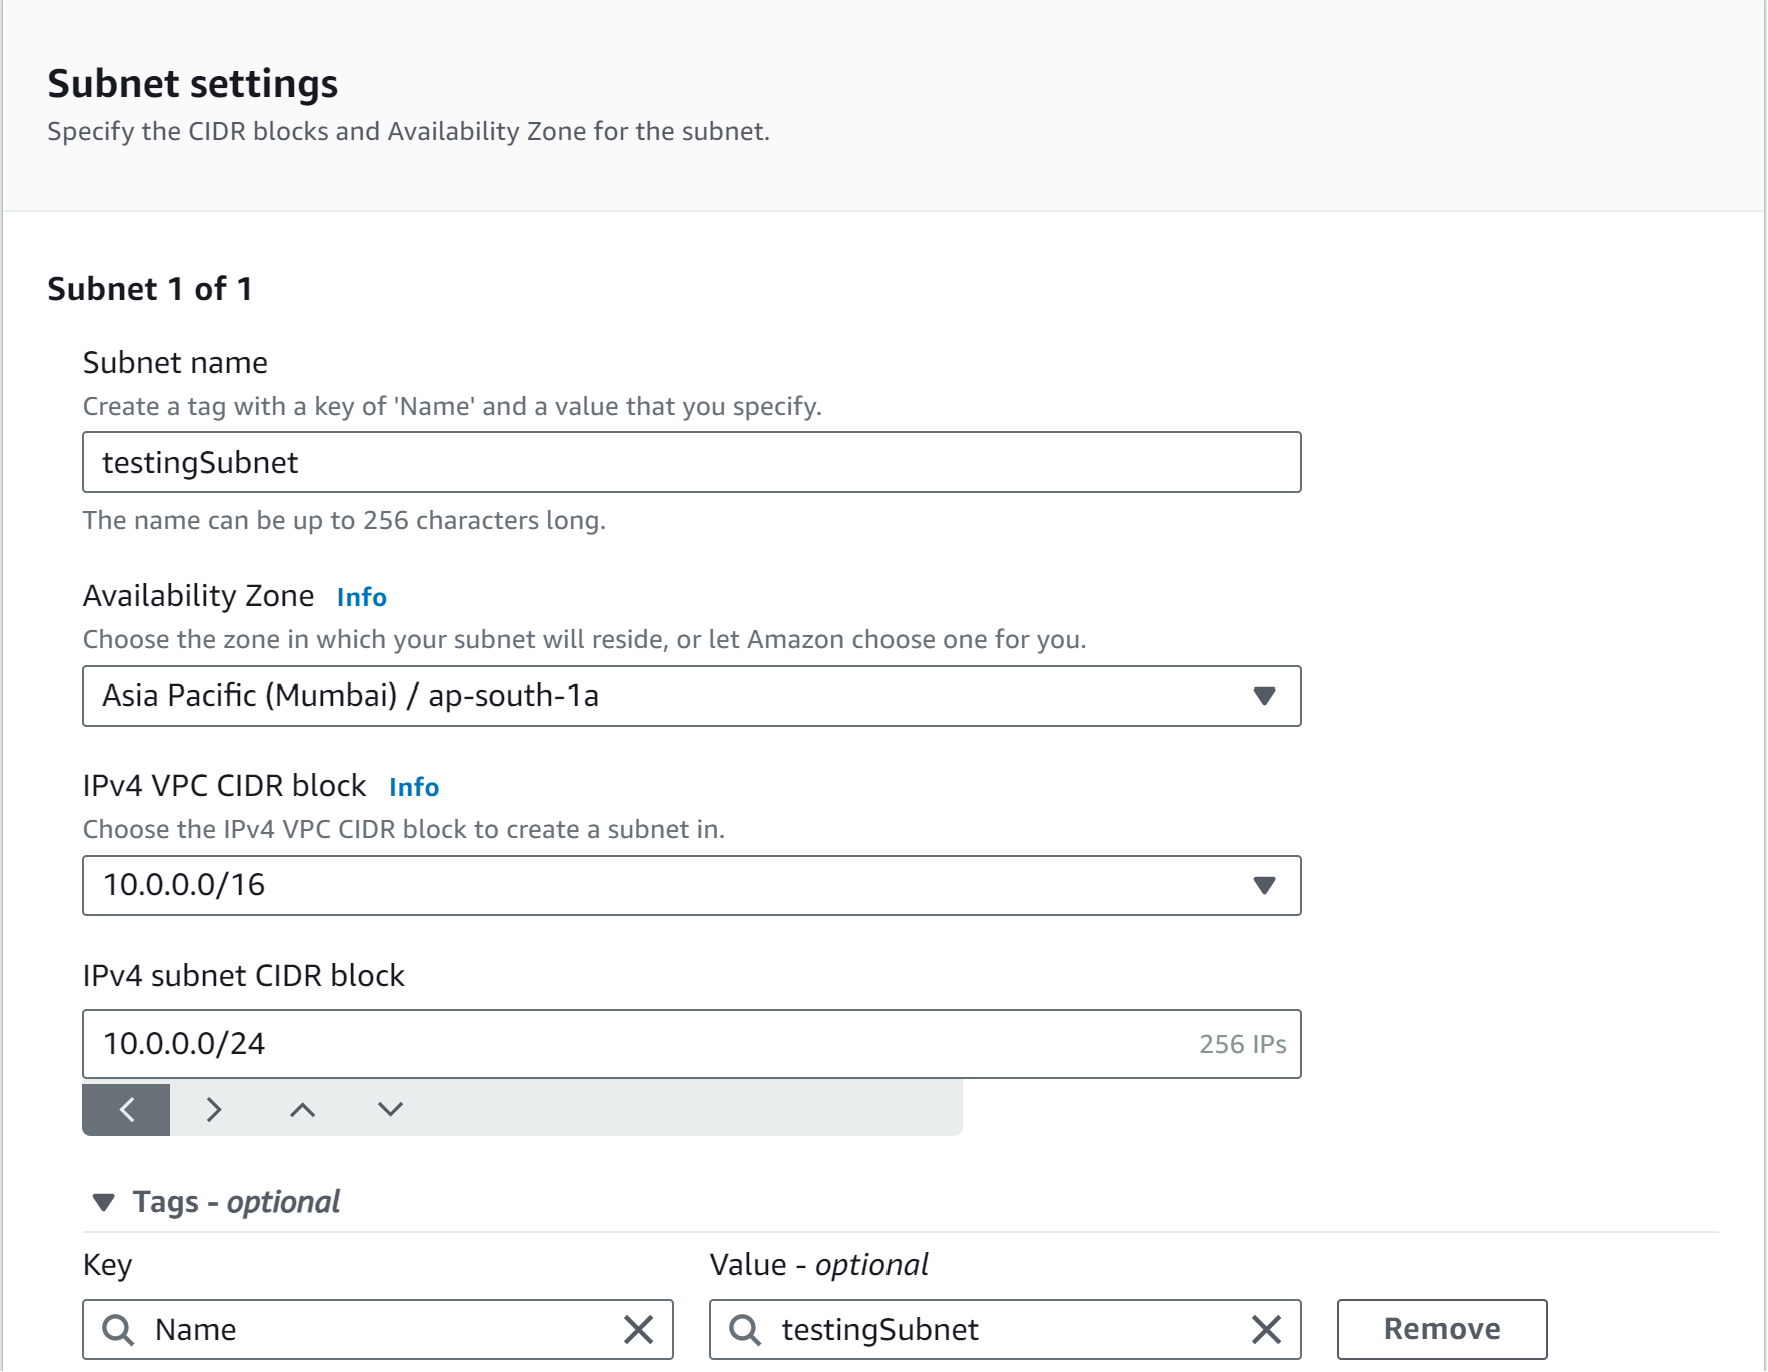 Subnet settings
Specify the CIDR blocks and Availability Zone for the subnet.
Subnet 1 of 1
Subnet name
Create a tag with a key of 'Name' and a value that you specify.
testingSubnet
The name can be up to 256 characters long.
Availability Zone Info
Choose the zone in which your subnet will reside, or let Amazon choose one for you.
Asia Pacific (Mumbai) / ap-south-1a
IPv4 VPC CIDR block Info
Choose the IPv4 VPC CIDR block to create a subnet in.
10.0.0.0/16
IPv4 subnet CIDR block
10.0.0.0/24 256 IPs
Tags - optional
Key Value - optional
Name testingSubnet Remove